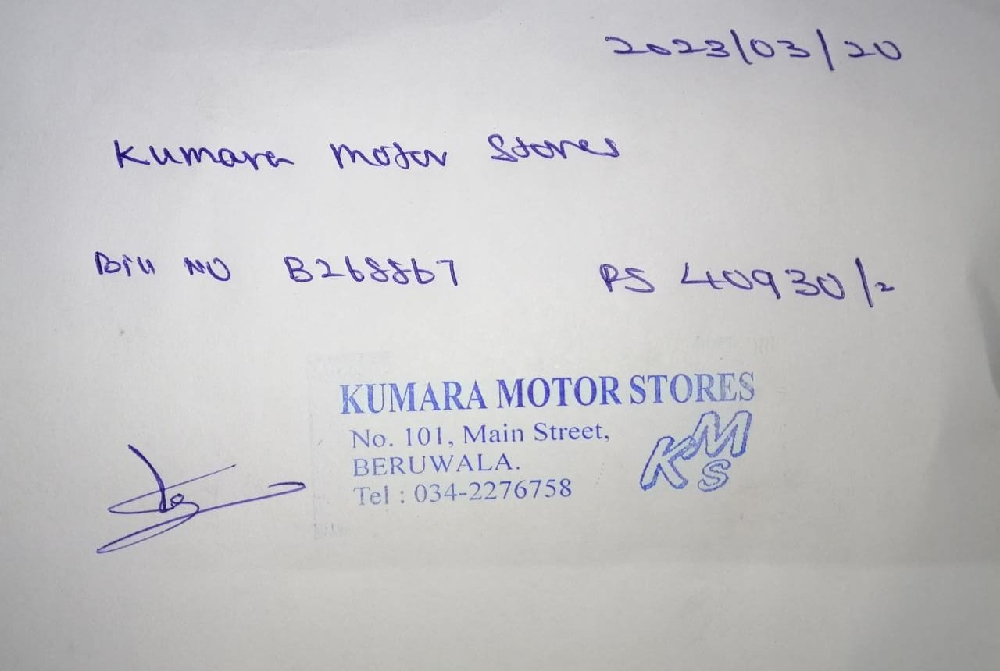 2023/03/20
Kumara Motor Stores
Bill NO B268867 RS 40930/-
KUMARA MOTOR STORES
No. 101, Main Street,
BERUWALA.
Tel : 034-2276758
KMS